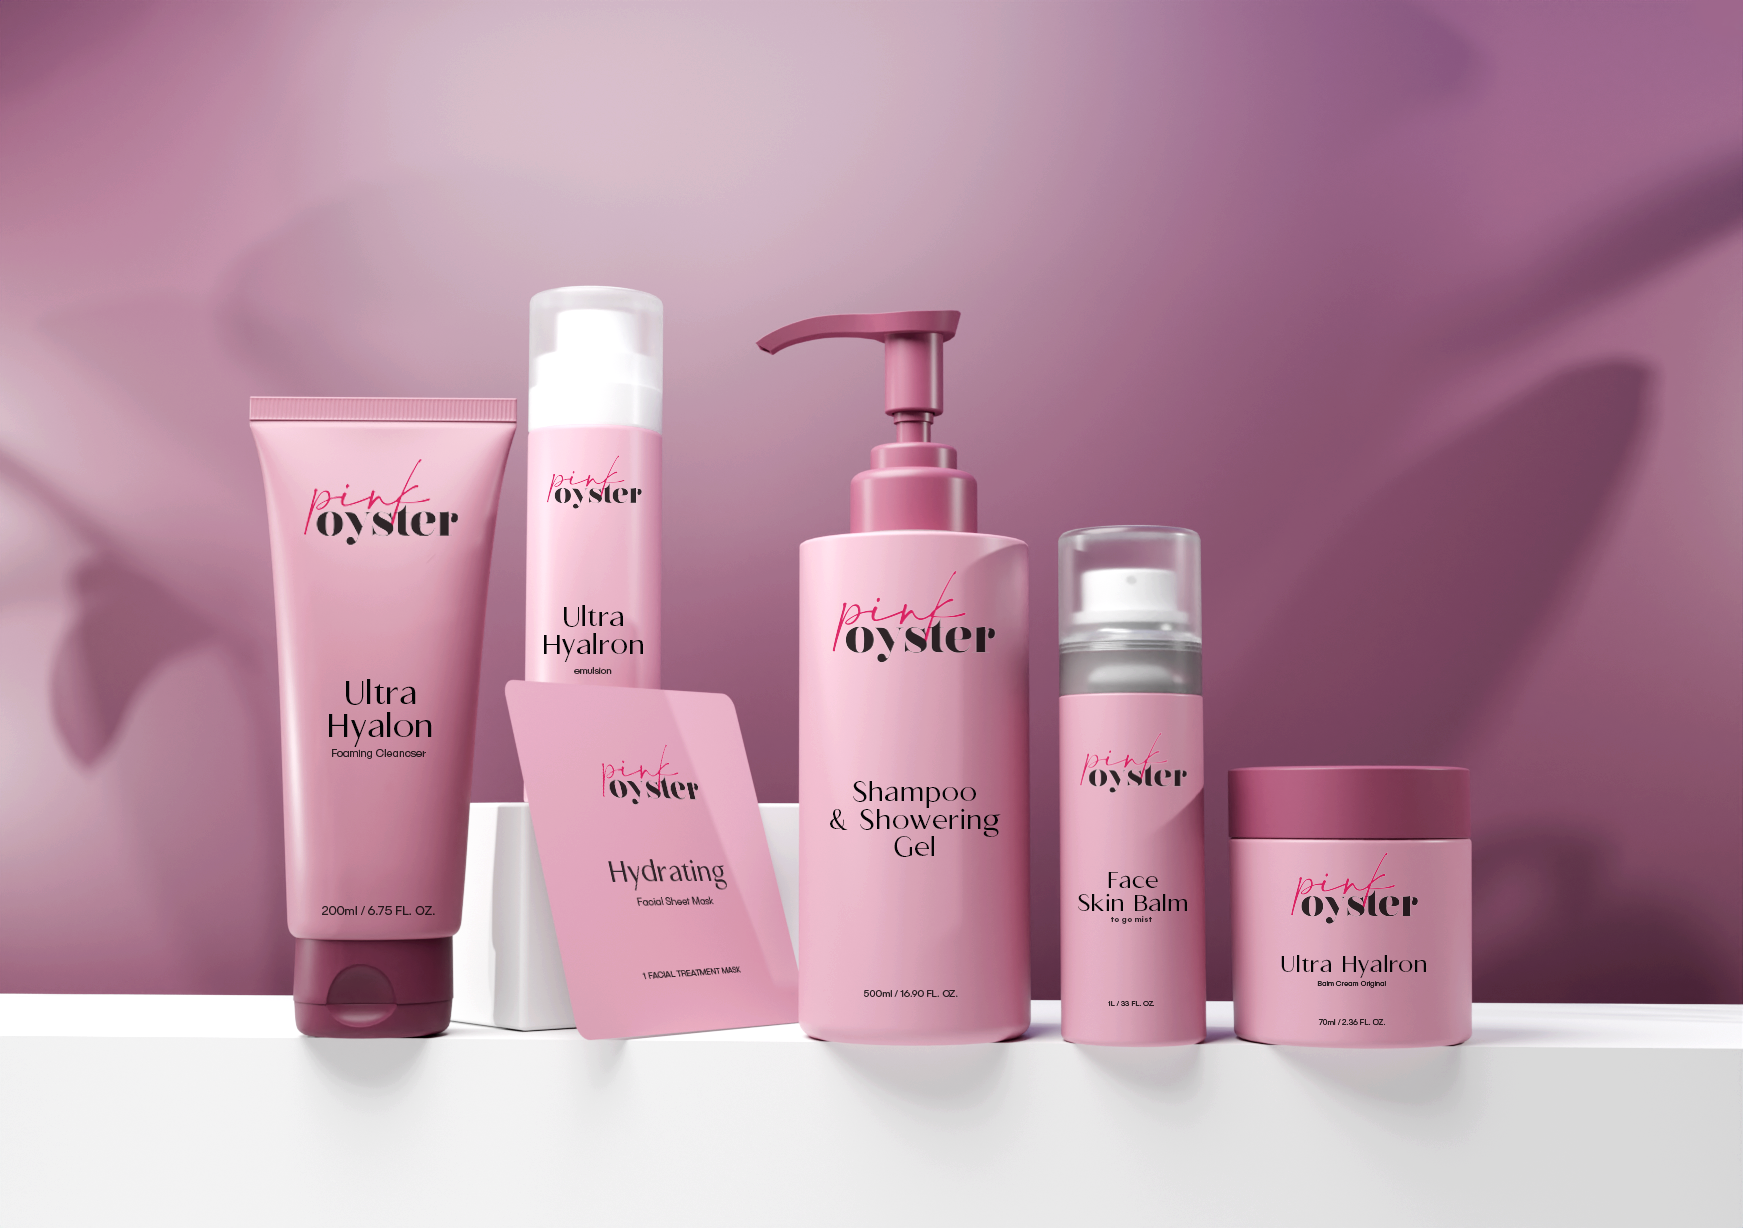 pink
oyster
Ultra
Hyalon
Foaming Cleancser
200ml / 6.75 FL. OZ.
pink
oyster
Ultra
Hyalron
emulsion
pink
oyster
Hydrating
Facial Sheet Mask
1 FACIAL TREATMENT MASK
pink
oyster
Shampoo
& Showering
Gel
500ml / 16.90 FL. OZ.
pink
oyster
Face
Skin Balm
to go mist
1L / 33 FL. OZ.
pink
oyster
Ultra Hyalron
Balm Cream Original
70ml / 2.36 FL. OZ.